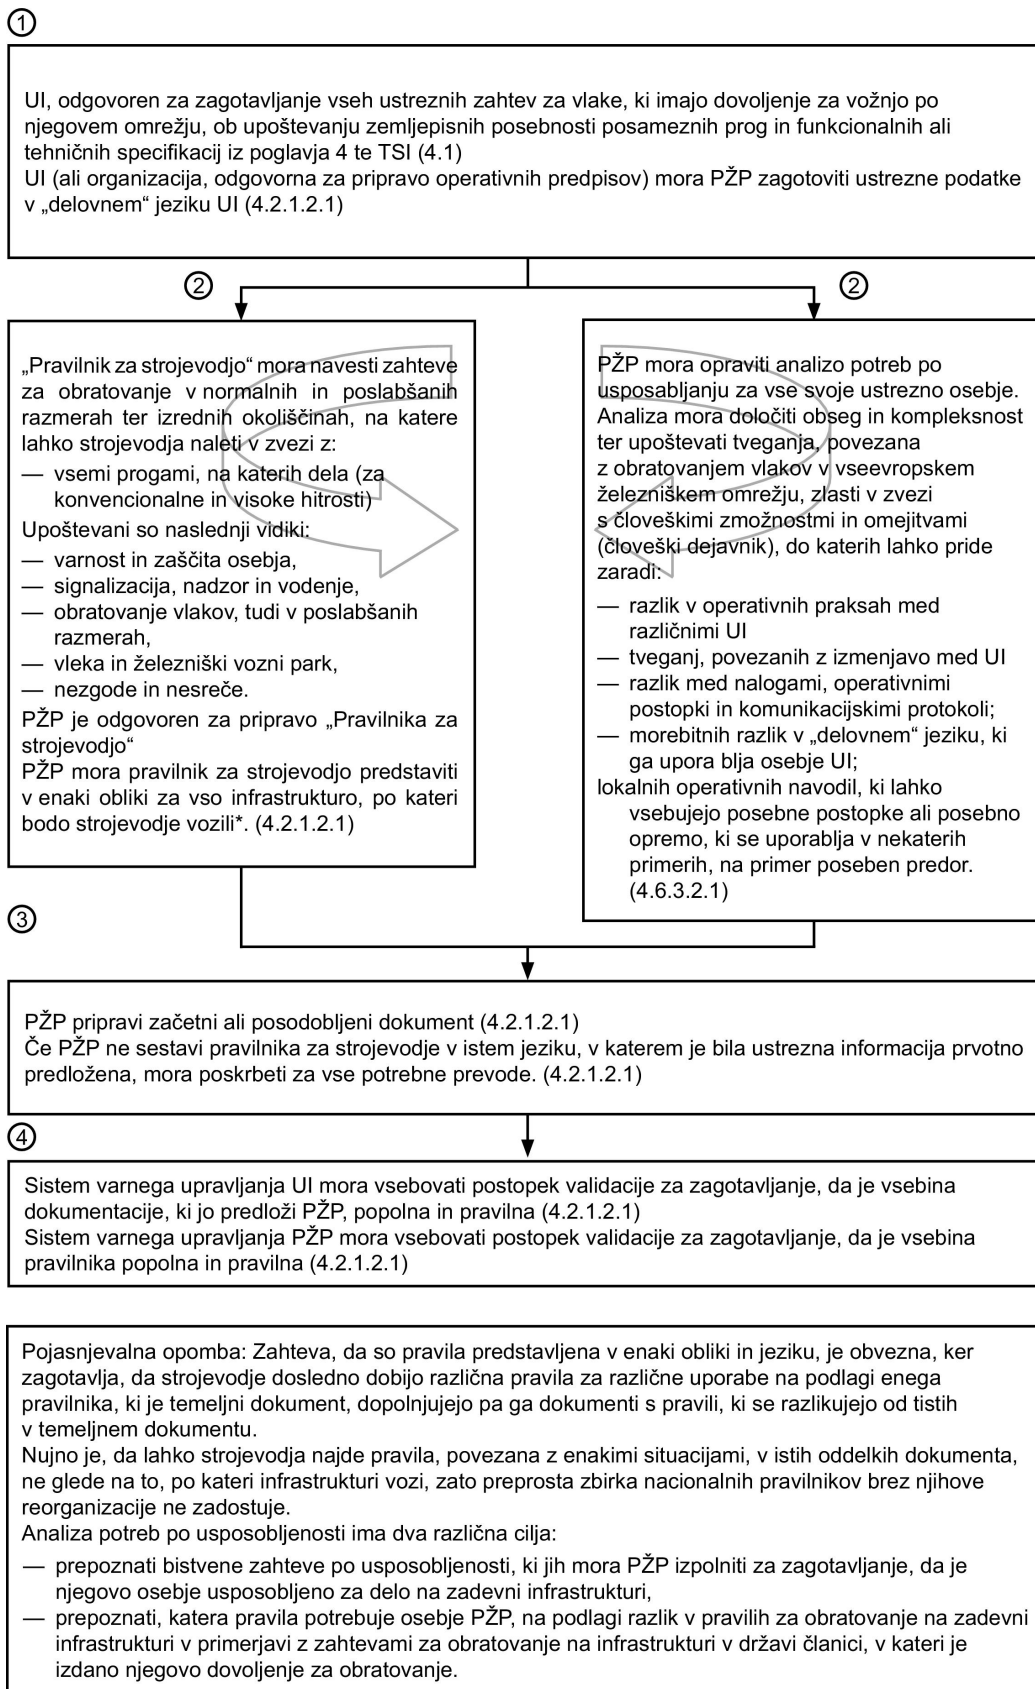 1
UI, odgovoren za zagotavljanje vseh ustreznih zahtev za vlake, ki imajo dovoljenje za vožnjo po
njegovem omrežju, ob upoštevanju zemljepisnih posebnosti posameznih prog in funkcionalnih ali
tehničnih specifikacij iz poglavja 4 te TSI (4.1)
UI (ali organizacija, odgovorna za pripravo operativnih predpisov) mora PŽP zagotoviti ustrezne podatke
v „delovnem“ jeziku UI (4.2.1.2.1)
2
„Pravilnik za strojevodjo“ mora navesti zahteve
za obratovanje v normalnih in poslabšanih
razmerah ter izrednih okoliščinah, na katere
lahko strojevodja naleti v zvezi z:
— vsemi progami, na katerih dela (za
konvencionalne in visoke hitrosti)
Upoštevani so naslednji vidiki:
— varnost in zaščita osebja,
— signalizacija, nadzor in vodenje,
— obratovanje vlakov, tudi v poslabšanih
razmerah,
— vleka in železniški vozni park,
— nezgode in nesreče.
PŽP je odgovoren za pripravo „Pravilnika za
strojevodjo“
PŽP mora pravilnik za strojevodjo predstaviti
v enaki obliki za vso infrastrukturo, po kateri
bodo strojevodje vozili*. (4.2.1.2.1)
2
PŽP mora opraviti analizo potreb po
usposabljanju za vse svoje ustrezno osebje.
Analiza mora določiti obseg in kompleksnost
ter upoštevati tveganja, povezana
z obratovanjem vlakov v vseevropskem
železniškem omrežju, zlasti v zvezi
s človeškimi zmožnostmi in omejitvami
(človeški dejavnik), do katerih lahko pride
zaradi:
— razlik v operativnih praksah med
različnimi UI
— tveganj, povezanih z izmenjavo med UI
— razlik med nalogami, operativnimi
postopki in komunikacijskimi protokoli;
— morebitnih razlik v „delovnem“ jeziku, ki
ga upora blja osebje UI;
lokalnih operativnih navodil, ki lahko
vsebujejo posebne postopke ali posebno
opremo, ki se uporablja v nekaterih
primerih, na primer poseben predor.
(4.6.3.2.1)
3
PŽP pripravi začetni ali posodobljeni dokument (4.2.1.2.1)
Če PŽP ne sestavi pravilnika za strojevodje v istem jeziku, v katerem je bila ustrezna informacija prvotno
predložena, mora poskrbeti za vse potrebne prevode. (4.2.1.2.1)
4
Sistem varnega upravljanja UI mora vsebovati postopek validacije za zagotavljanje, da je vsebina
dokumentacije, ki jo predloži PŽP, popolna in pravilna (4.2.1.2.1)
Sistem varnega upravljanja PŽP mora vsebovati postopek validacije za zagotavljanje, da je vsebina
pravilnika popolna in pravilna (4.2.1.2.1)
Pojasnjevalna opomba: Zahteva, da so pravila predstavljena v enaki obliki in jeziku, je obvezna, ker
zagotavlja, da strojevodje dosledno dobijo različna pravila za različne uporabe na podlagi enega
pravilnika, ki je temeljni dokument, dopolnjujejo pa ga dokumenti s pravili, ki se razlikujejo od tistih
v temeljnem dokumentu.
Nujno je, da lahko strojevodja najde pravila, povezana z enakimi situacijami, v istih oddelkih dokumenta,
ne glede na to, po kateri infrastrukturi vozi, zato preprosta zbirka nacionalnih pravilnikov brez njihove
reorganizacije ne zadostuje.
Analiza potreb po usposobljenosti ima dva različna cilja:
— prepoznati bistvene zahteve po usposobljenosti, ki jih mora PŽP izpolniti za zagotavljanje, da je
njegovo osebje usposobljeno za delo na zadevni infrastrukturi,
— prepoznati, katera pravila potrebuje osebje PŽP, na podlagi razlik v pravilih za obratovanje na zadevni
infrastrukturi v primerjavi z zahtevami za obratovanje na infrastrukturi v državi članici, v kateri je
izdano njegovo dovoljenje za obratovanje.